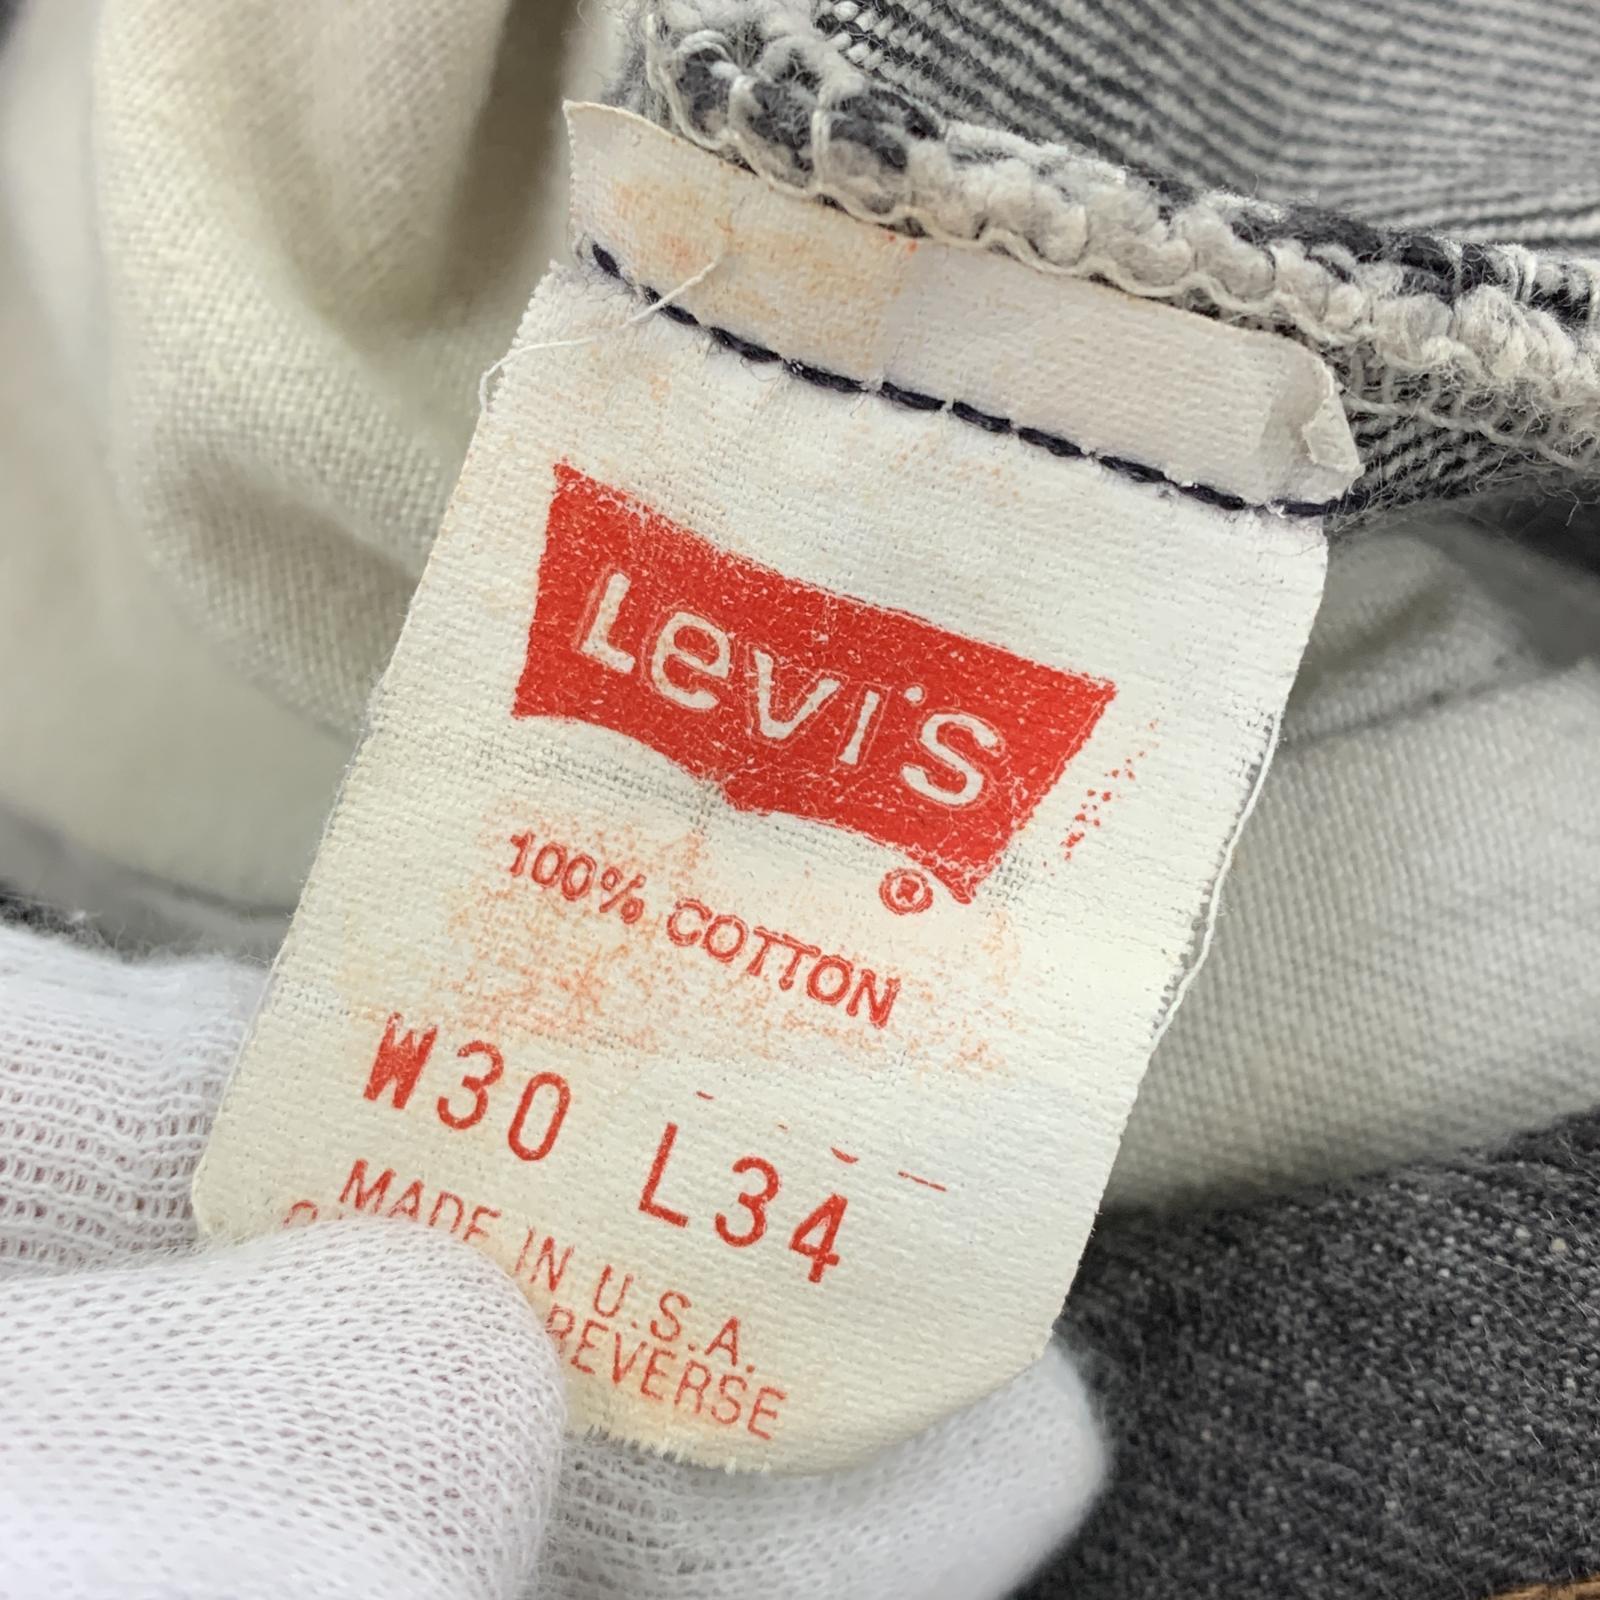 Levi's
®
100% COTTON
W30 L34
MADE IN U.S.A.
REVERSE